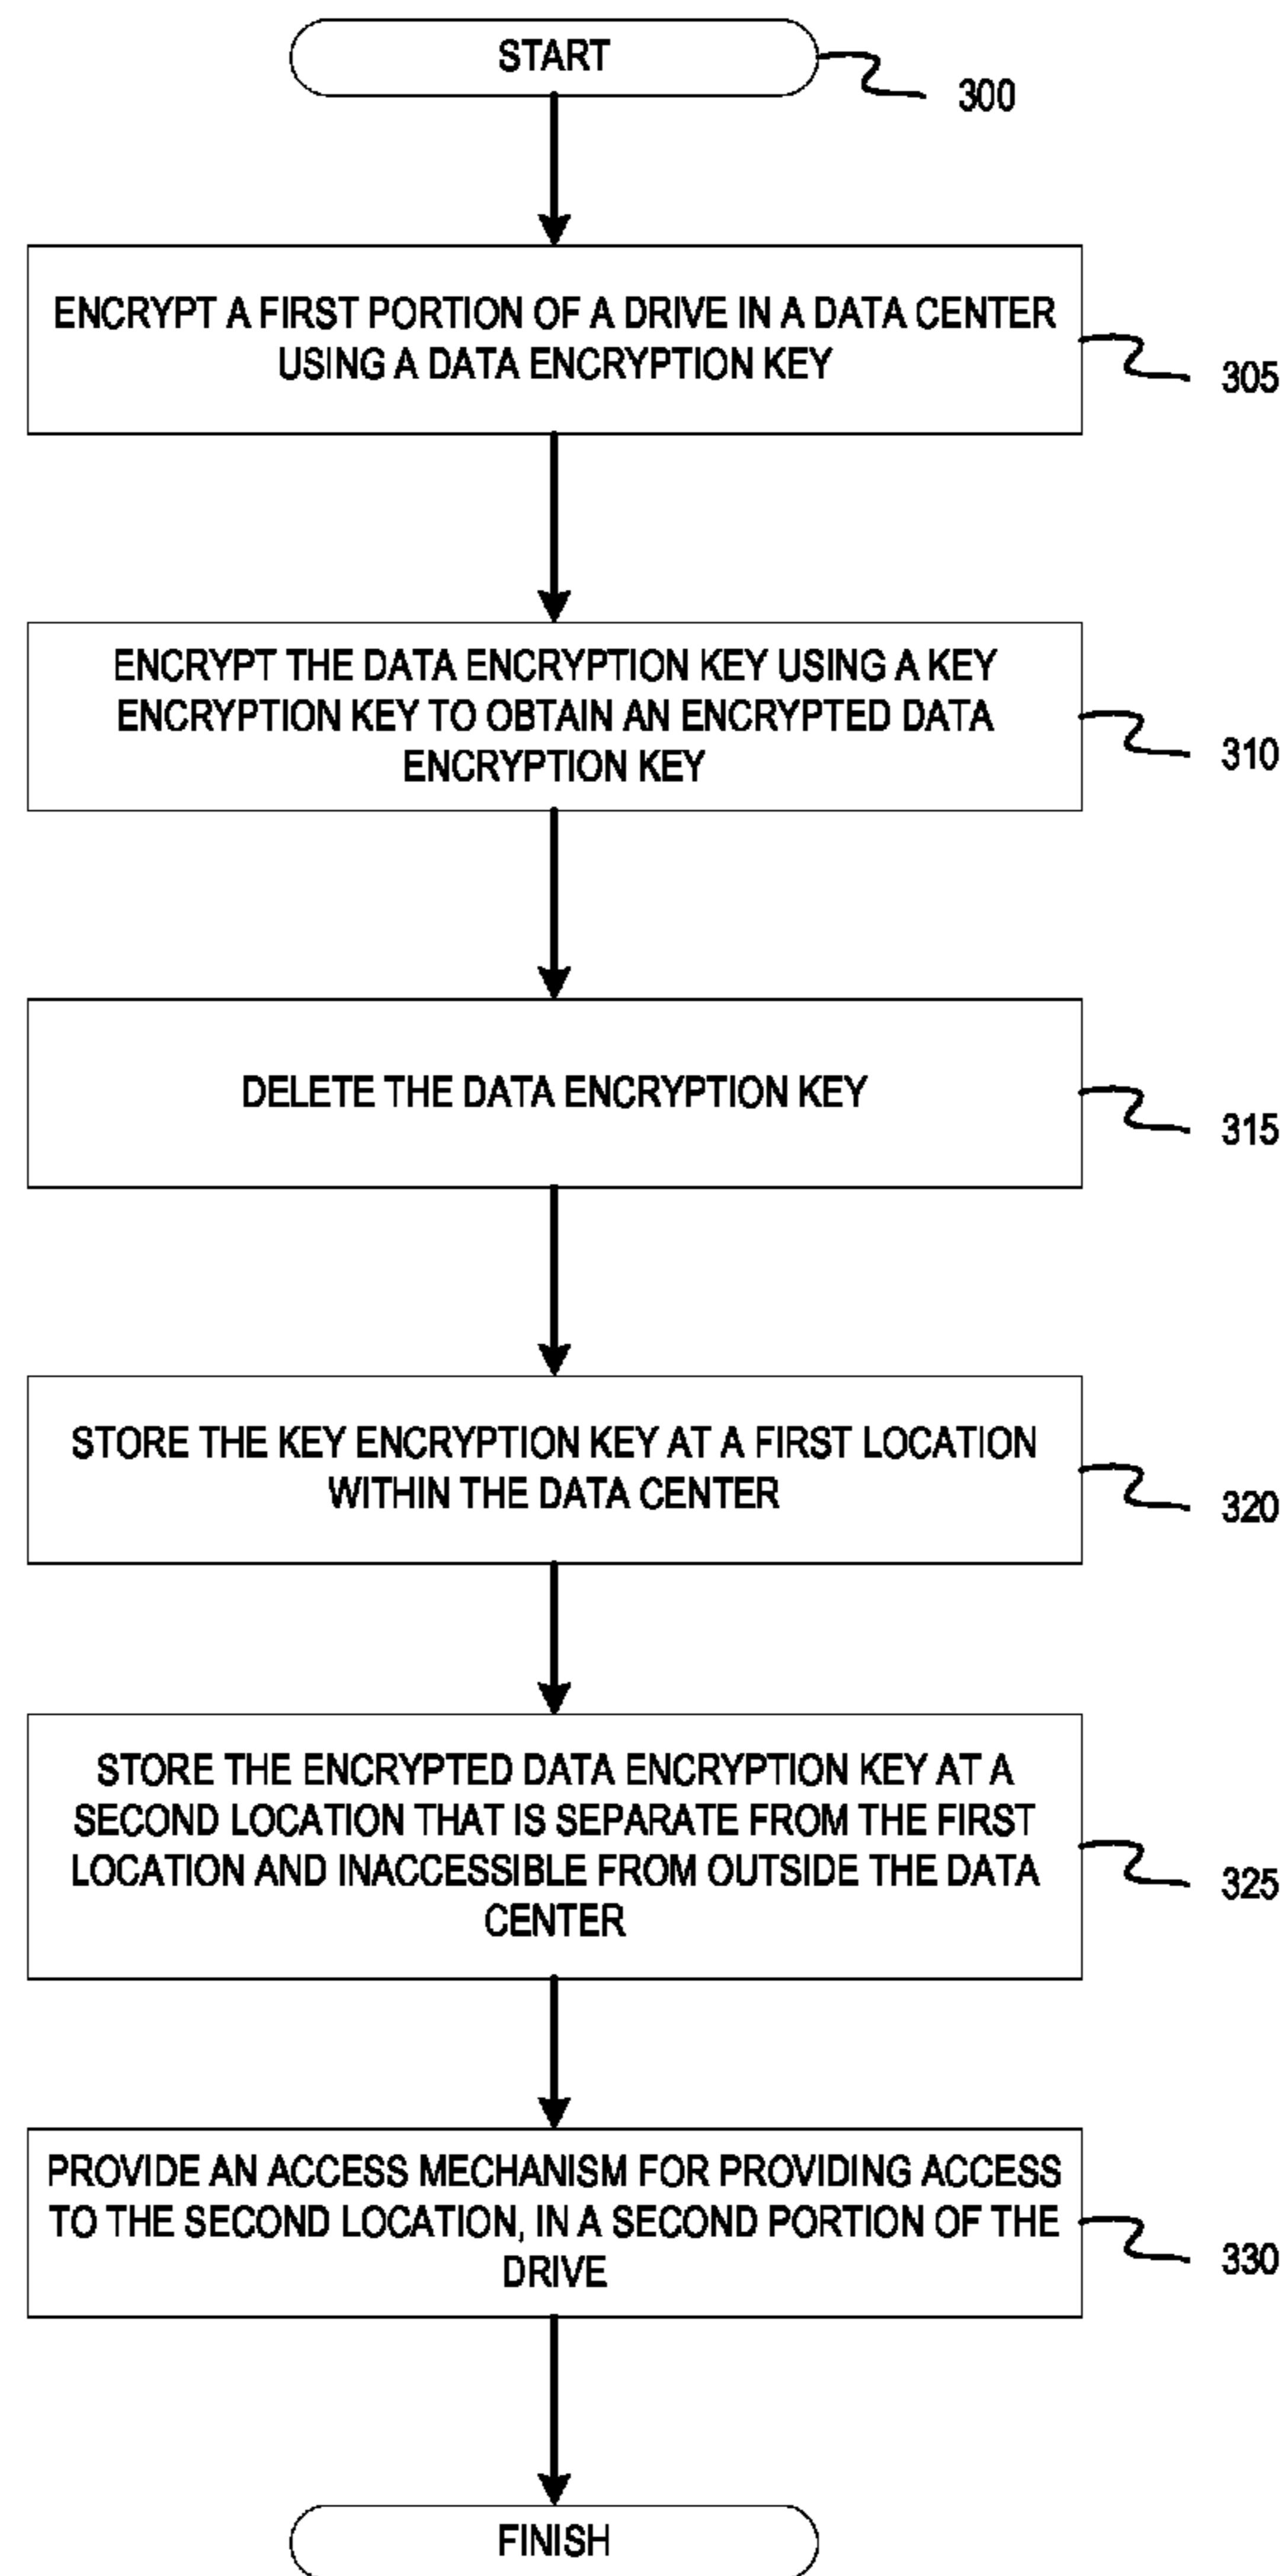 START
300
ENCRYPT A FIRST PORTION OF A DRIVE IN A DATA CENTER
USING A DATA ENCRYPTION KEY
305
ENCRYPT THE DATA ENCRYPTION KEY USING A KEY
ENCRYPTION KEY TO OBTAIN AN ENCRYPTED DATA
ENCRYPTION KEY
310
DELETE THE DATA ENCRYPTION KEY
315
STORE THE KEY ENCRYPTION KEY AT A FIRST LOCATION
WITHIN THE DATA CENTER
320
STORE THE ENCRYPTED DATA ENCRYPTION KEY AT A
SECOND LOCATION THAT IS SEPARATE FROM THE FIRST
LOCATION AND INACCESSIBLE FROM OUTSIDE THE DATA
CENTER
325
PROVIDE AN ACCESS MECHANISM FOR PROVIDING ACCESS
TO THE SECOND LOCATION, IN A SECOND PORTION OF THE
DRIVE
330
FINISH